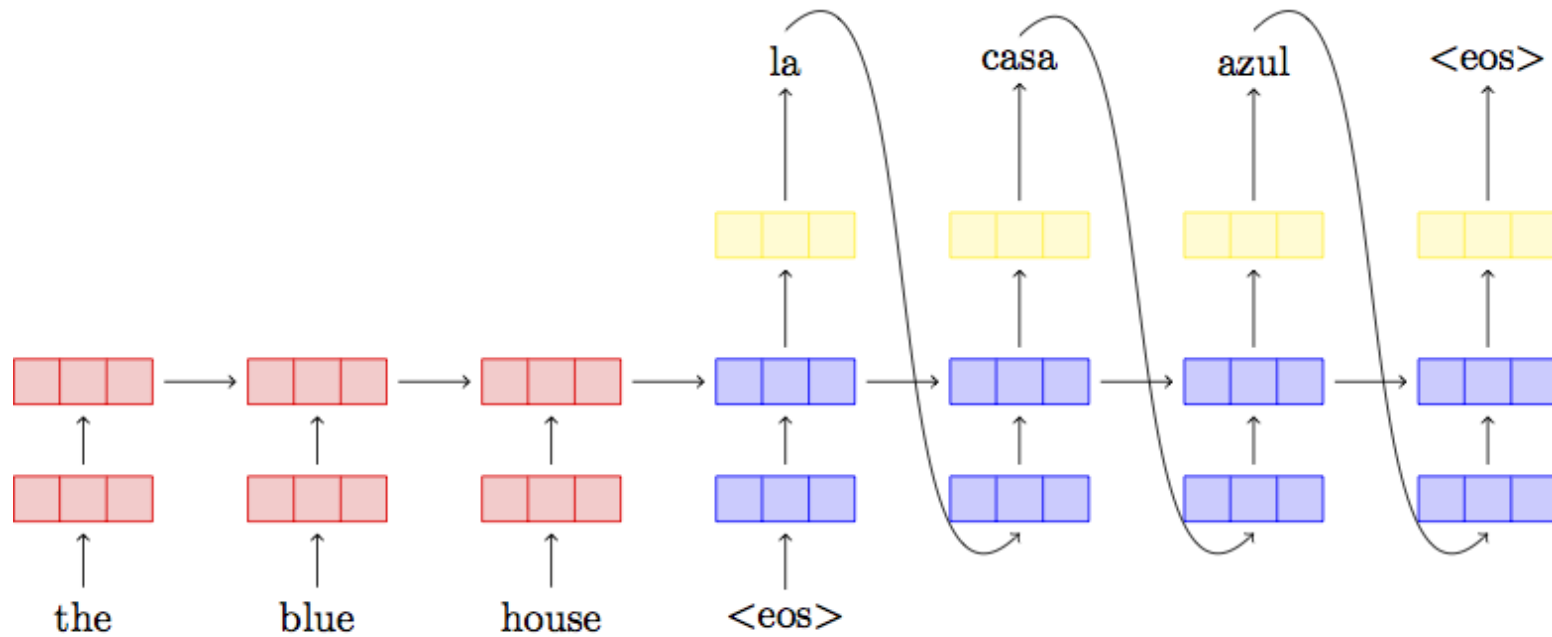 la casa azul <eos>
the blue house <eos>